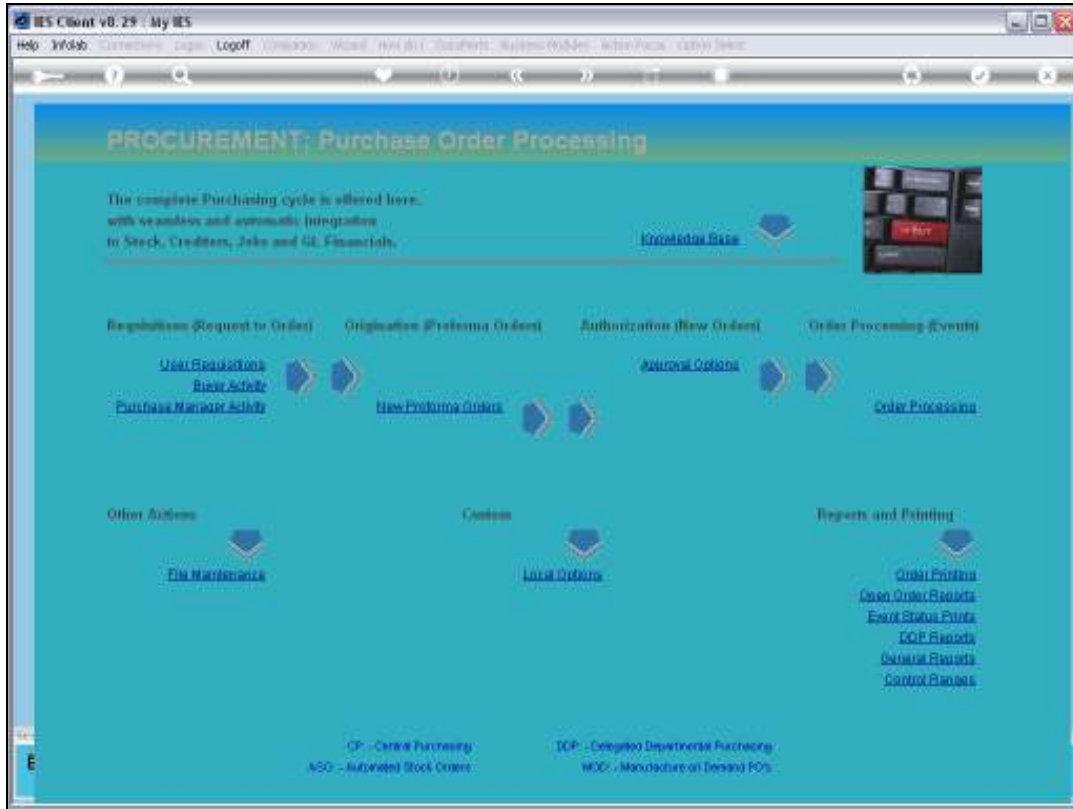 IES Client v8.29 : My IES
Help Infolab Logoff
PROCUREMENT: Purchase Order Processing
The complete Purchasing cycle is offered here,
with seamless and automatic Integration
to Stock, Creditors, Jobs and GL Financials.
Knowledge Base
Requisitions (Request to Order)
Origination (Proforma Orders)
Authorization (New Orders)
Order Processing (Events)
User Requisitions
Buyer Activity
Purchase Manager Activity
New Proforma Orders
Approval Options
Order Processing
Other Actions
Custom
Reports and Printing
File Maintenance
Local Options
Order Printing
Open Order Reports
Event Status Prints
DDP Reports
General Reports
Control Ranges
CP: - Central Purchasing
DDP: - Delegated Departmental Purchasing
ASO: - Automated Stock Orders
MOD: - Manufacture on Demand PO's